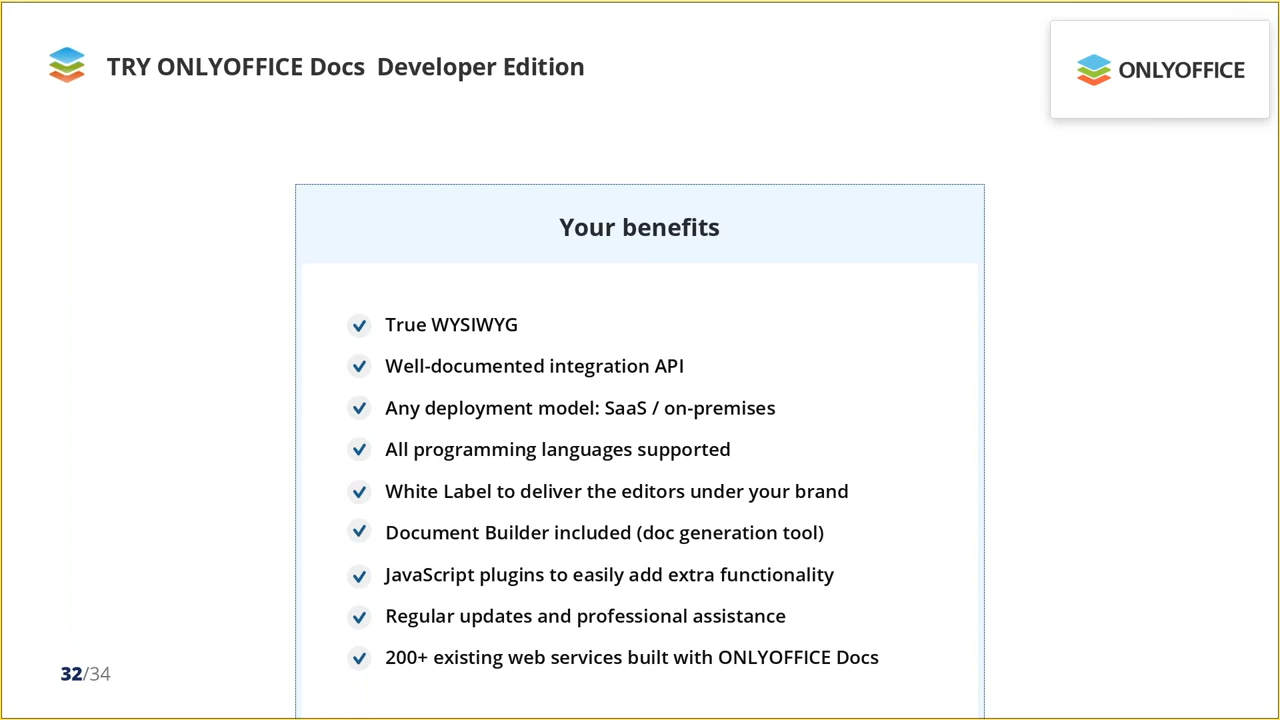 TRY ONLYOFFICE Docs  Developer Edition
ONLYOFFICE
Your benefits
True WYSIWYG
Well-documented integration API
Any deployment model: SaaS / on-premises
All programming languages supported
White Label to deliver the editors under your brand
Document Builder included (doc generation tool)
JavaScript plugins to easily add extra functionality
Regular updates and professional assistance
200+ existing web services built with ONLYOFFICE Docs
32/34